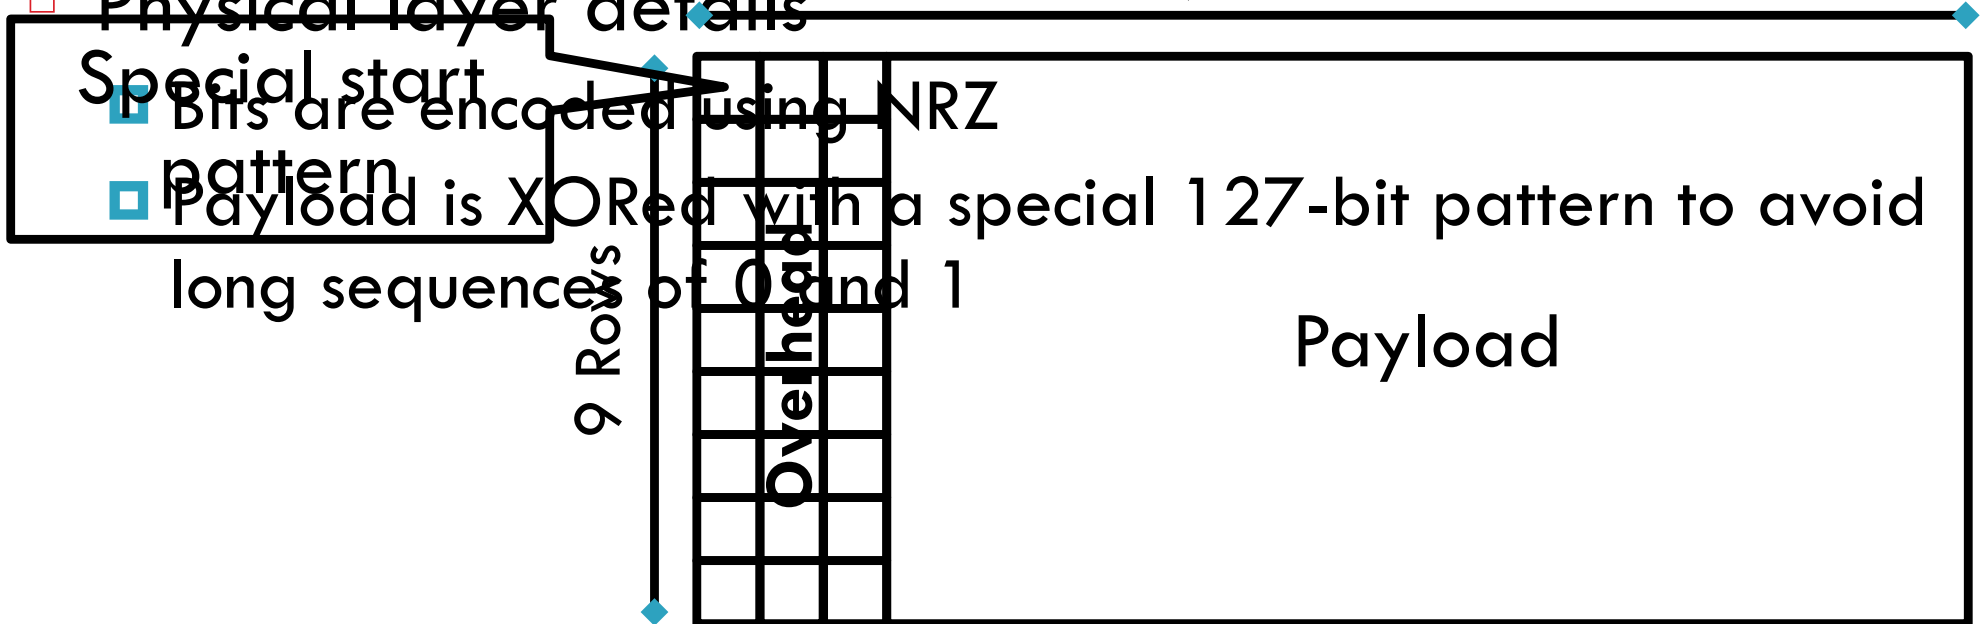 Physical layer details
Special start
pattern
Bits are encoded using NRZ
Payload is XORed with a special 127-bit pattern to avoid
long sequences of 0 and 1
9 Rows
Overhead
Payload